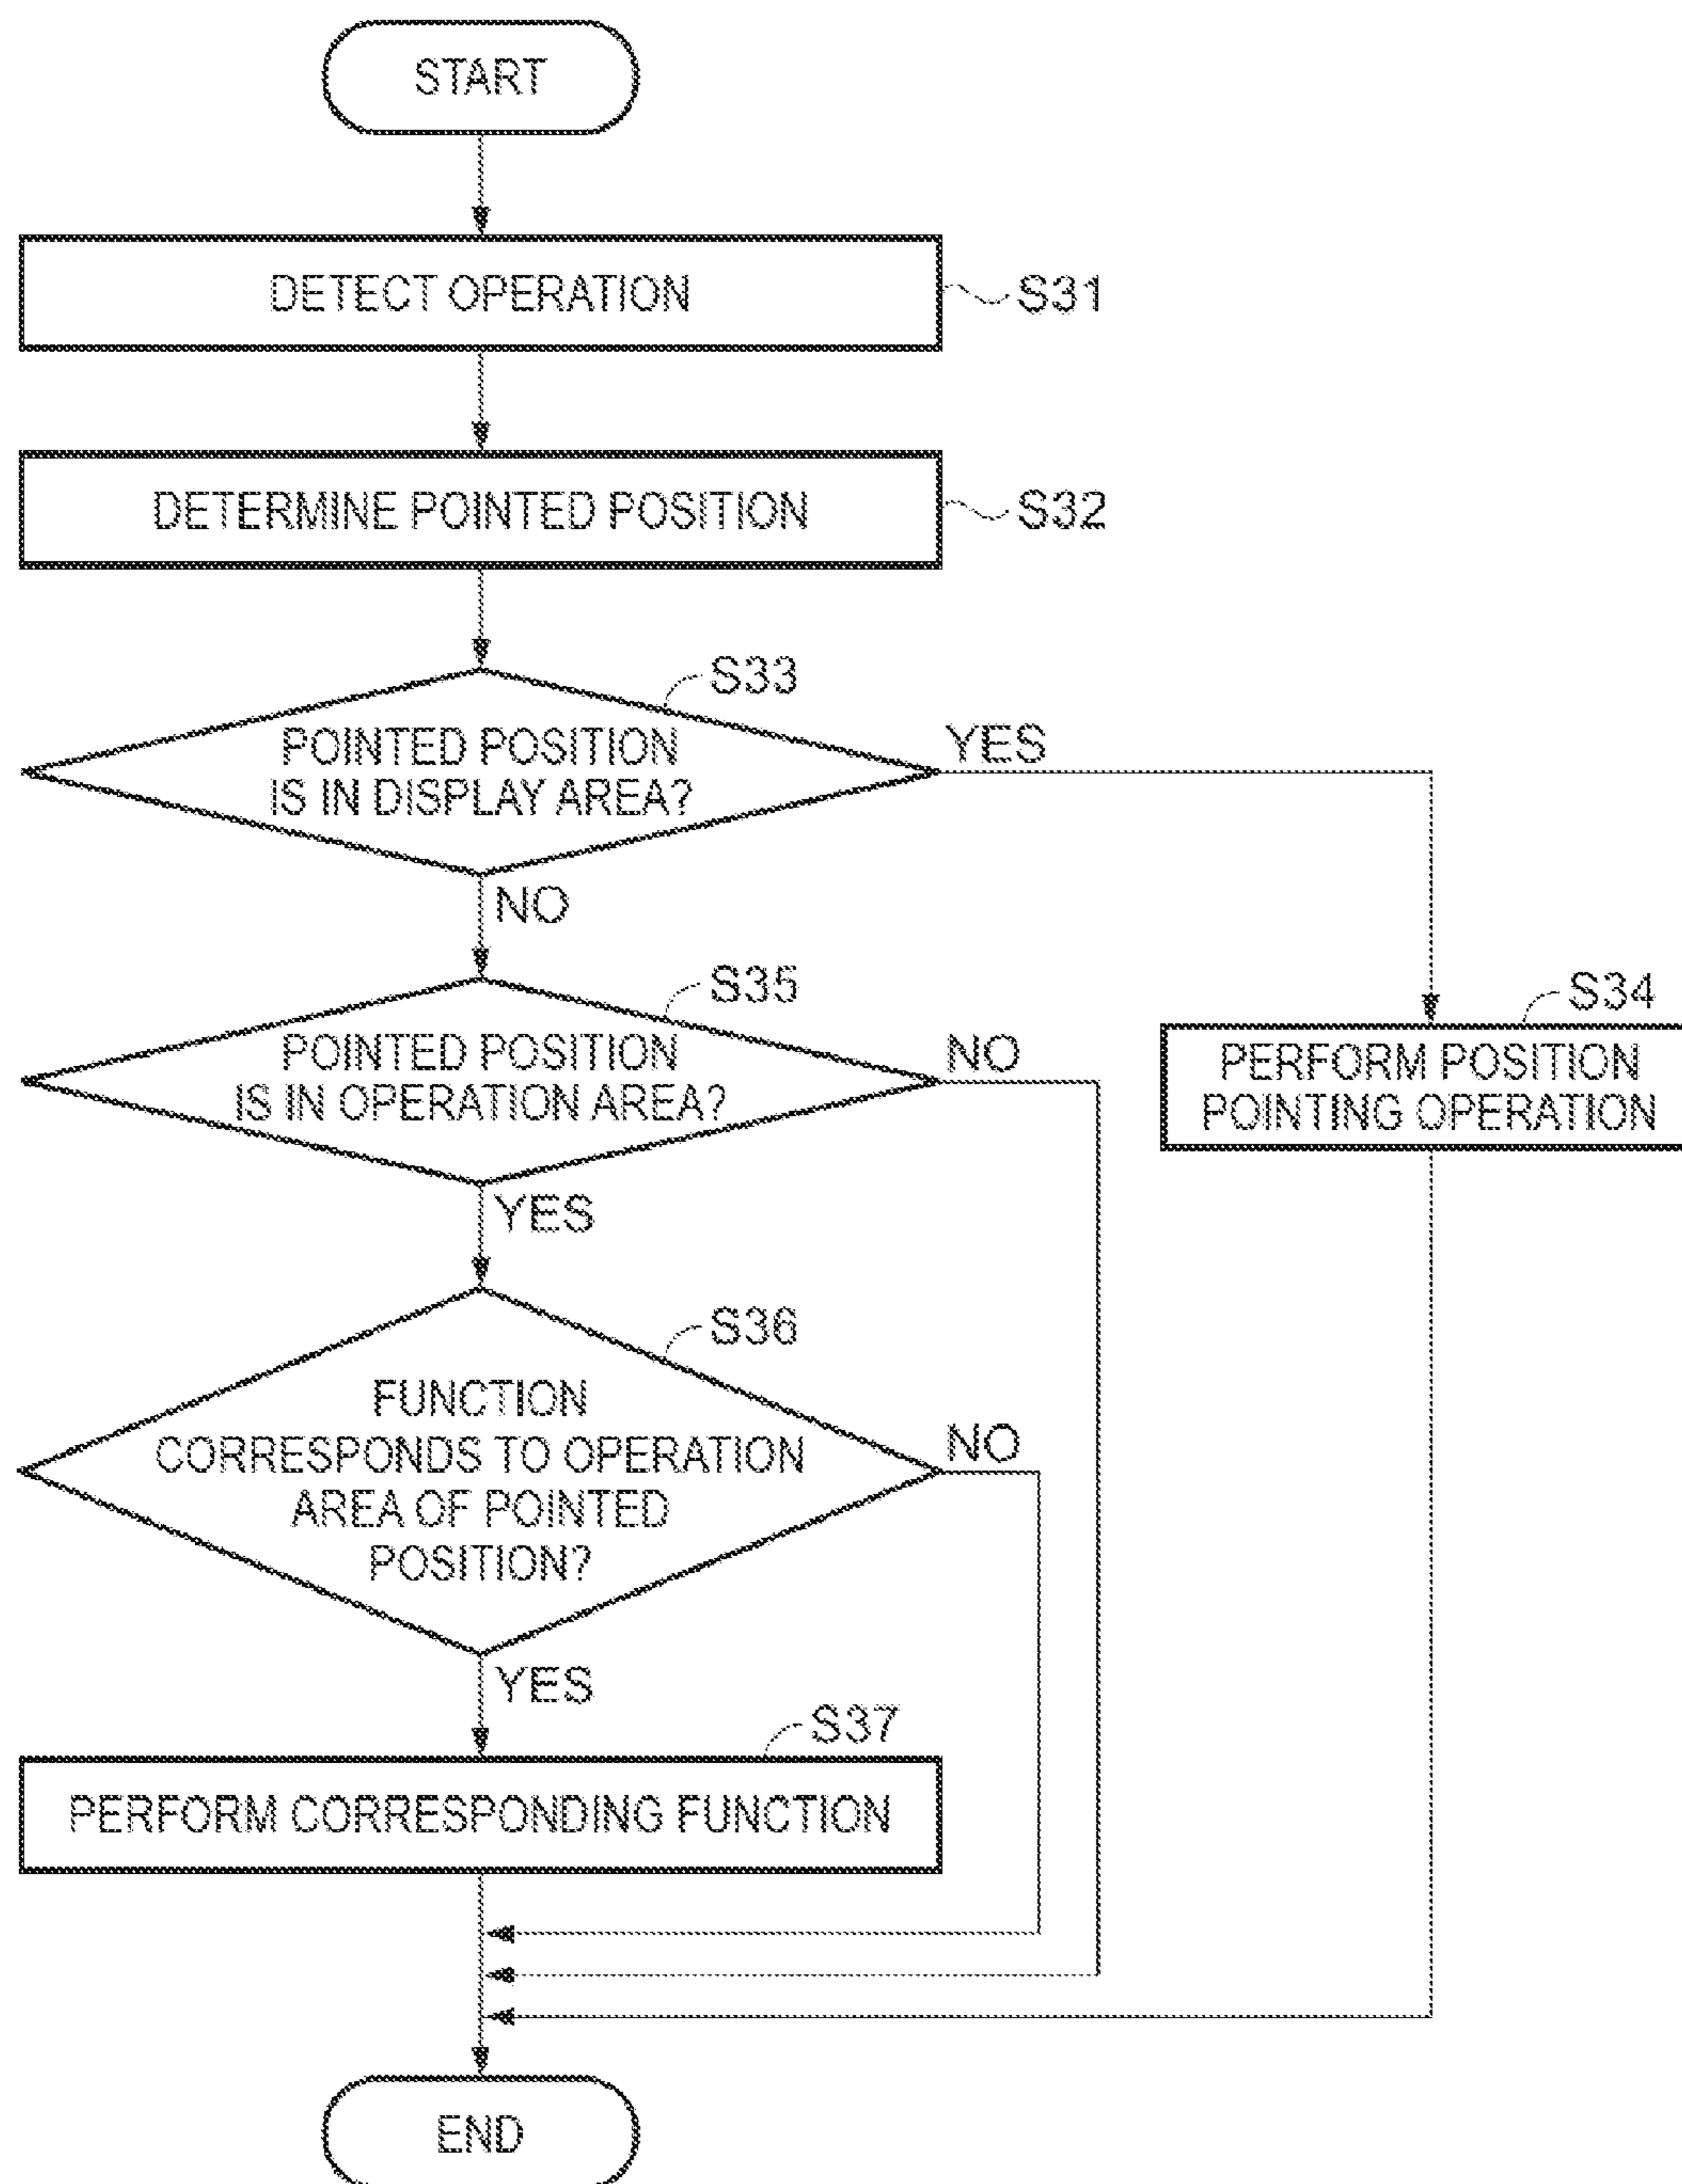 START
DETECT OPERATION
S31
DETERMINE POINTED POSITION
S32
S33
POINTED POSITION
IS IN DISPLAY AREA?
YES
NO
S35
POINTED POSITION
IS IN OPERATION AREA?
NO
YES
S34
PERFORM POSITION
POINTING OPERATION
S36
FUNCTION
CORRESPONDS TO OPERATION
AREA OF POINTED
POSITION?
NO
YES
S37
PERFORM CORRESPONDING FUNCTION
END